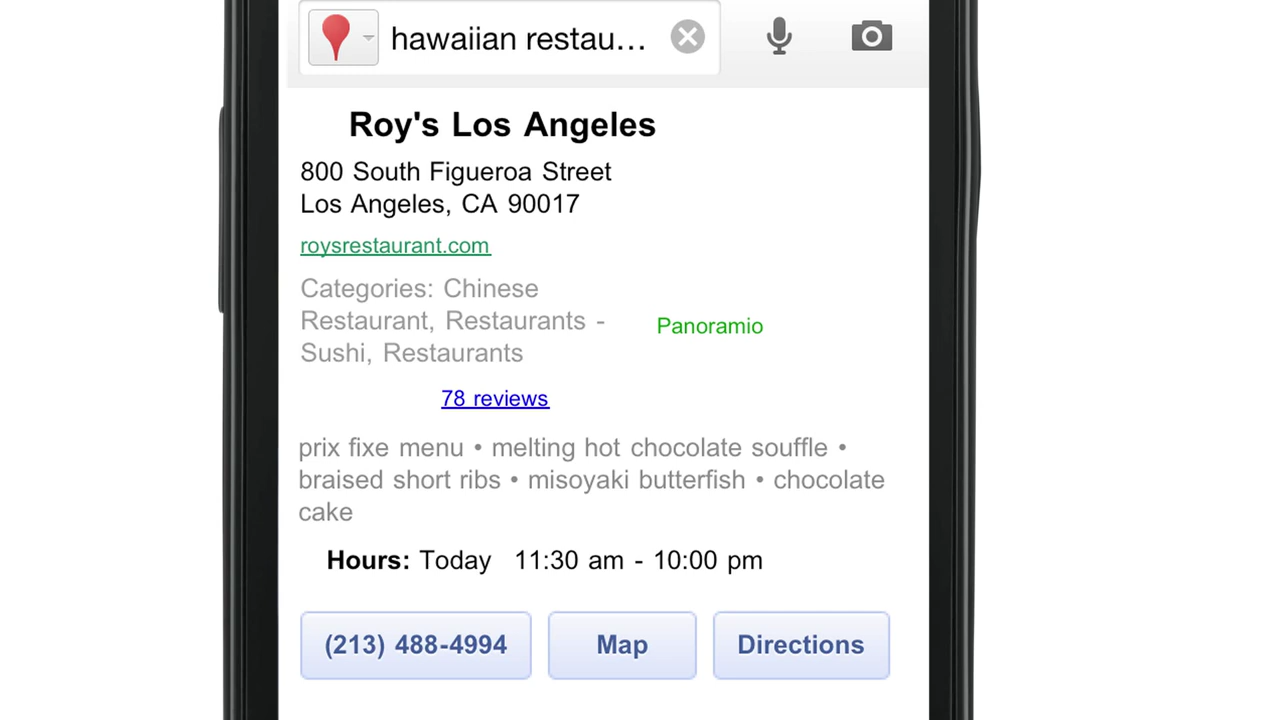 hawaiian restau...
Roy's Los Angeles
800 South Figueroa Street
Los Angeles, CA 90017
roysrestaurant.com
Categories: Chinese
Restaurant, Restaurants -
Sushi, Restaurants
Panoramio
78 reviews
prix fixe menu • melting hot chocolate souffle •
braised short ribs • misoyaki butterfish • chocolate
cake
Hours: Today 11:30 am - 10:00 pm
(213) 488-4994 Map Directions